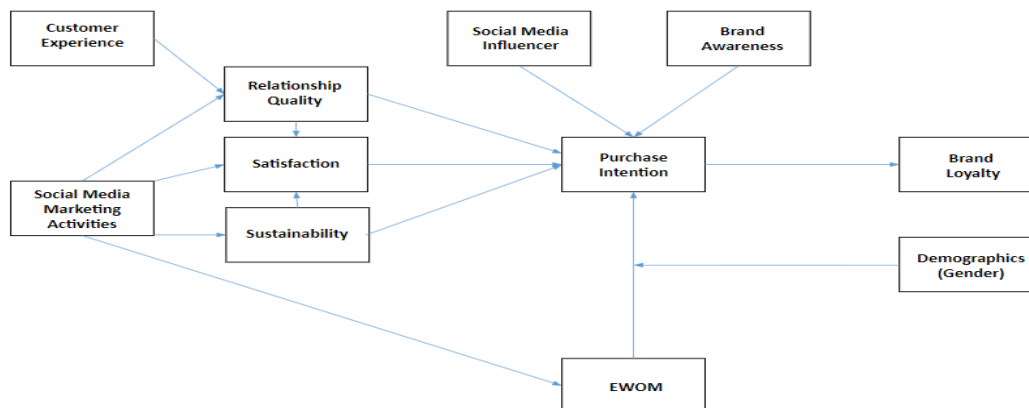 Customer
Experience
Social Media
Influencer
Brand
Awareness
Relationship
Quality
Satisfaction
Purchase
Intention
Brand
Loyalty
Social Media
Marketing
Activities
Sustainability
Demographics
(Gender)
EWOM